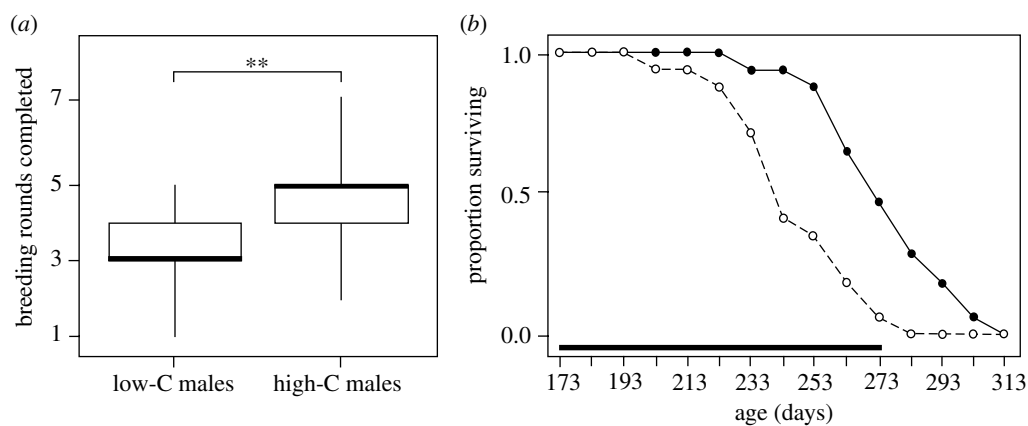 (a)
**
7
5
3
1
breeding rounds completed
low-C males high-C males
(b)
1.0
0.5
0.0
proportion surviving
173 193 213 233 253 273 293 313
age (days)